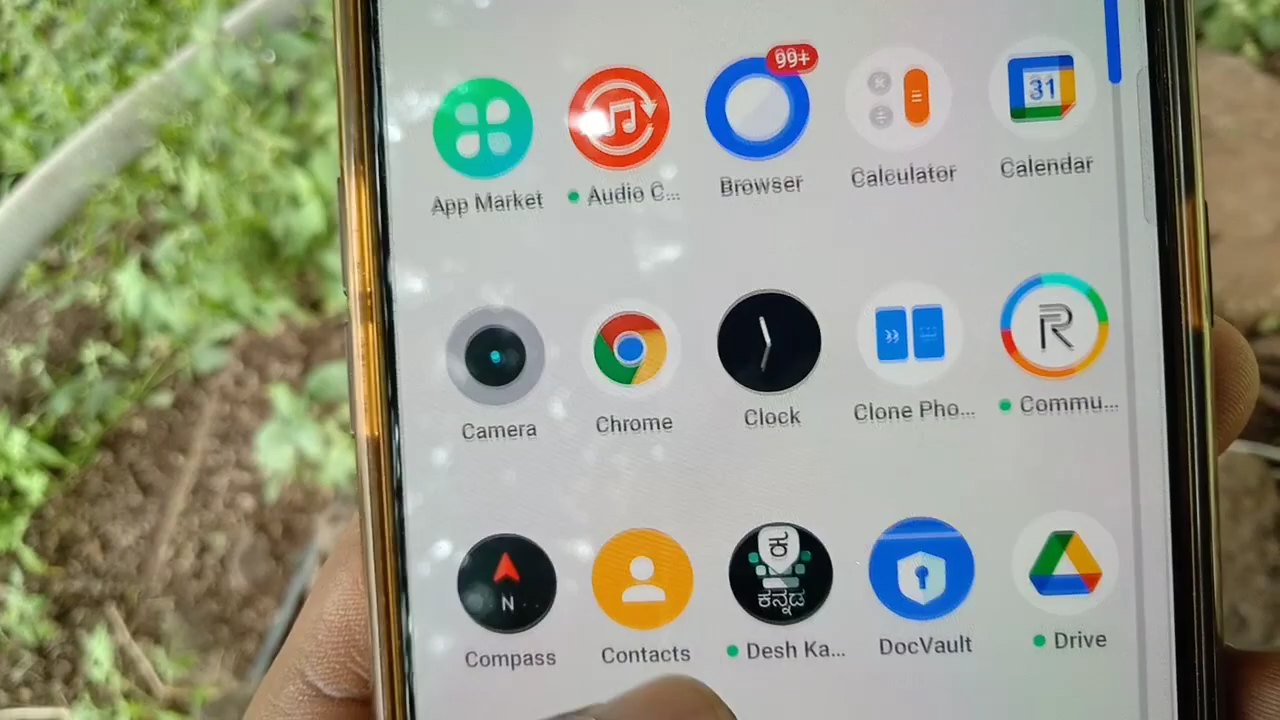 99+
31
App Market
Audio C...
Browser
Calculator
Calendar
R
Camera
Chrome
Clock
Clone Pho...
Commu...
N
ಕನ್ನಡ
Compass
Contacts
Desh Ka...
DocVault
Drive